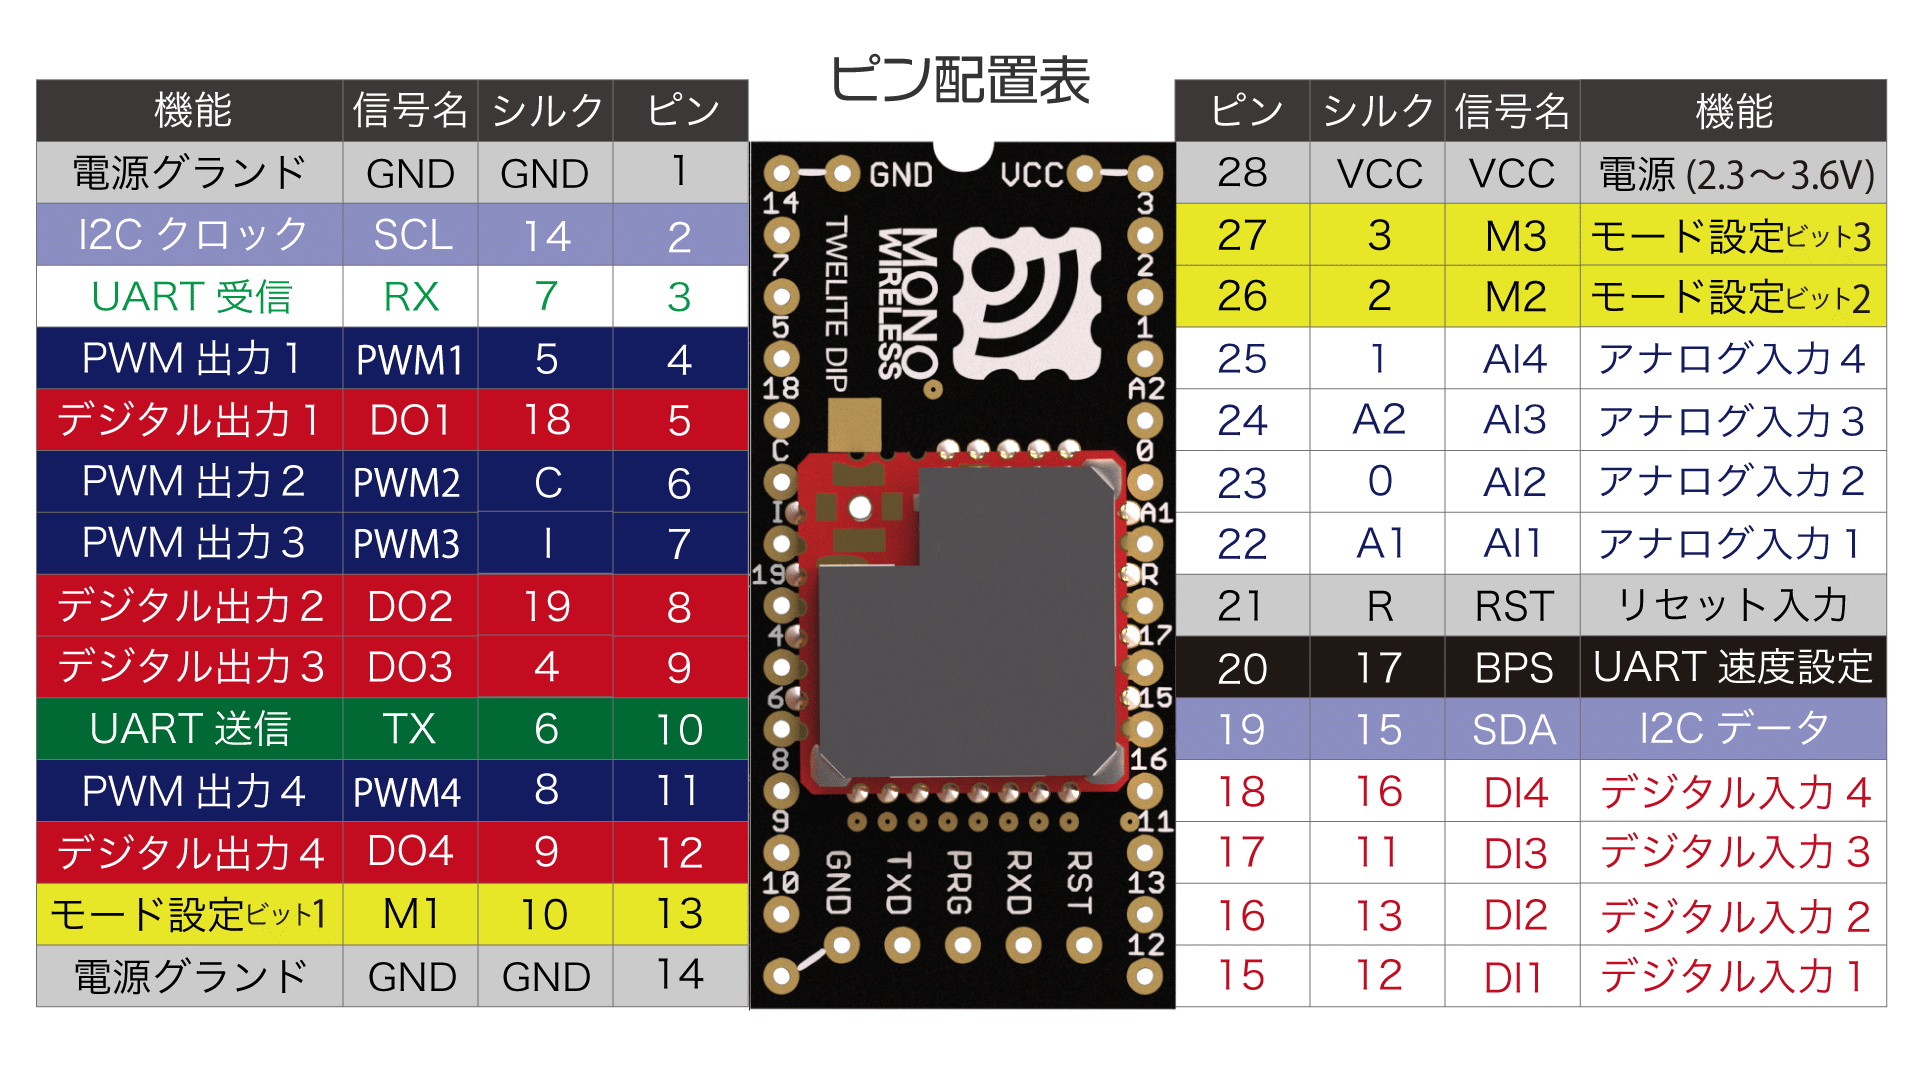 ピン配置表
機能 信号名 シルク ピン
電源グランド GND GND 1
I2C クロック SCL 14 2
UART 受信 RX 7 3
PWM 出力 1 PWM1 5 4
デジタル出力 1 DO1 18 5
PWM 出力 2 PWM2 C 6
PWM 出力 3 PWM3 I 7
デジタル出力 2 DO2 19 8
デジタル出力 3 DO3 4 9
UART 送信 TX 6 10
PWM 出力 4 PWM4 8 11
デジタル出力 4 DO4 9 12
モード設定ビット1 M1 10 13
電源グランド GND GND 14
GND VCC
14 3
7 2
5 1
18 A2
C 0
I A1
19 R
4 17
6 15
8 16
9 11
10 13
12
TWELITE DIP
MONO
WIRELESS
GND
TXD
PRG
RXD
RST
ピン シルク 信号名 機能
28 VCC VCC 電源 (2.3～3.6V)
27 3 M3 モード設定ビット3
26 2 M2 モード設定ビット2
25 1 AI4 アナログ入力 4
24 A2 AI3 アナログ入力 3
23 0 AI2 アナログ入力 2
22 A1 AI1 アナログ入力 1
21 R RST リセット入力
20 17 BPS UART 速度設定
19 15 SDA I2C データ
18 16 DI4 デジタル入力 4
17 11 DI3 デジタル入力 3
16 13 DI2 デジタル入力 2
15 12 DI1 デジタル入力 1